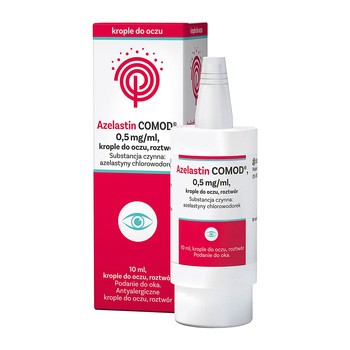 krople do oczu
Azelastin COMOD®
0,5 mg/ml,
krople do oczu, roztwór
Substancja czynna:
azelastyny chlorowodorek
10 ml,
krople do oczu, roztwór
Podanie do oka.
Antyalergiczne
krople do oczu, roztwór
Azelastin COMOD®,
0,5 mg/ml,
krople do oczu, roztwór
Substancja czynna:
azelastyny chlorowodorek
10 ml, krople do oczu, roztwór
Podanie do oka.